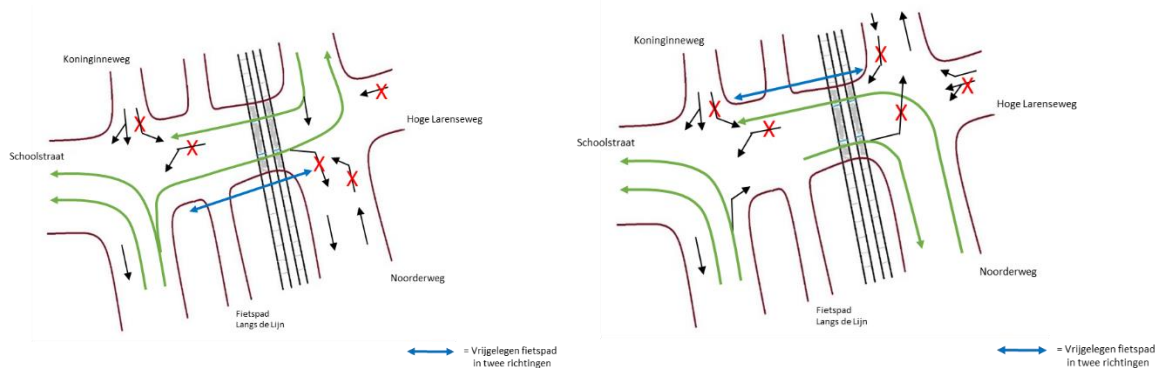 Koninginneweg
Hoge Larenseweg
Schoolstraat
Noorderweg
Fietspad
Langs de Lijn
= Vrijgelegen fietspad
in twee richtingen
Koninginneweg
Hoge Larenseweg
Schoolstraat
Noorderweg
Fietspad
Langs de Lijn
= Vrijgelegen fietspad
in twee richtingen